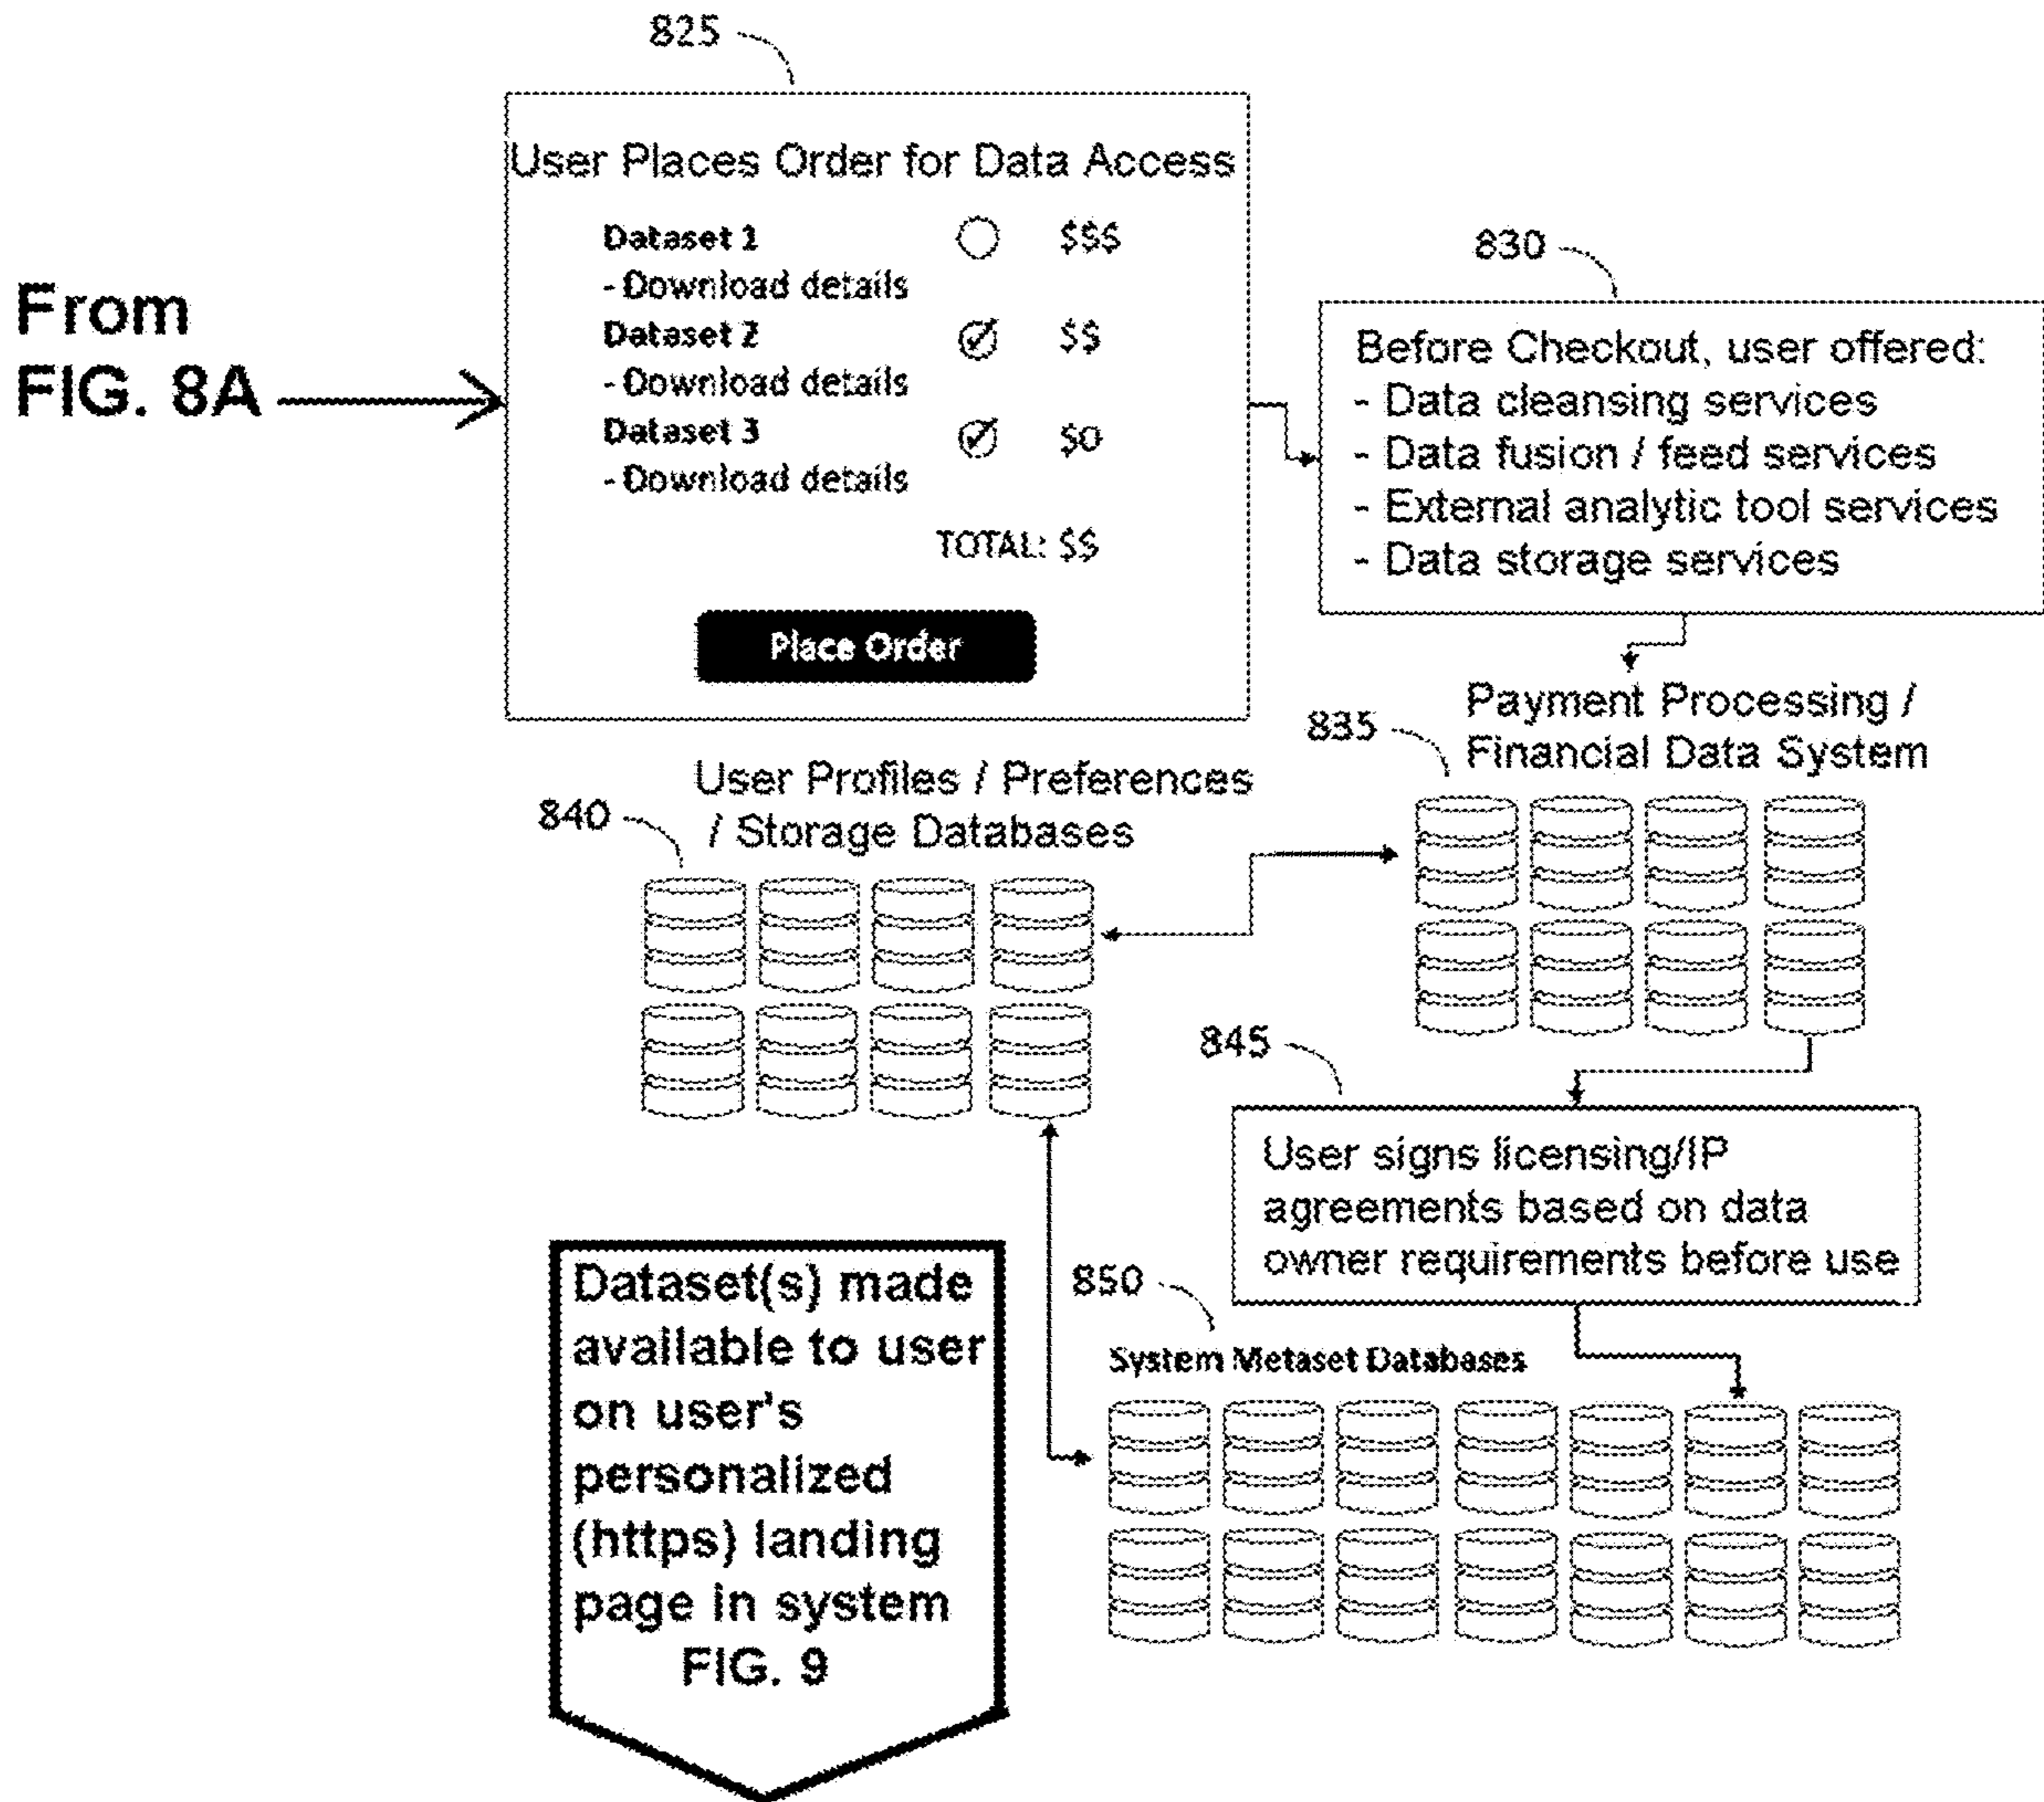 825
User Places Order for Data Access
Dataset 1 $$$
- Download details
Dataset 2 $$
- Download details
Dataset 3 $0
- Download details
TOTAL: $$
Place Order
From
FIG. 8A
830
Before Checkout, user offered:
- Data cleansing services
- Data fusion / feed services
- External analytic tool services
- Data storage services
835
Payment Processing /
Financial Data System
840
User Profiles / Preferences
/ Storage Databases
845
User signs licensing/IP
agreements based on data
owner requirements before use
850
System Metaset Databases
Dataset(s) made
available to user
on user's
personalized
(https) landing
page in system
FIG. 9